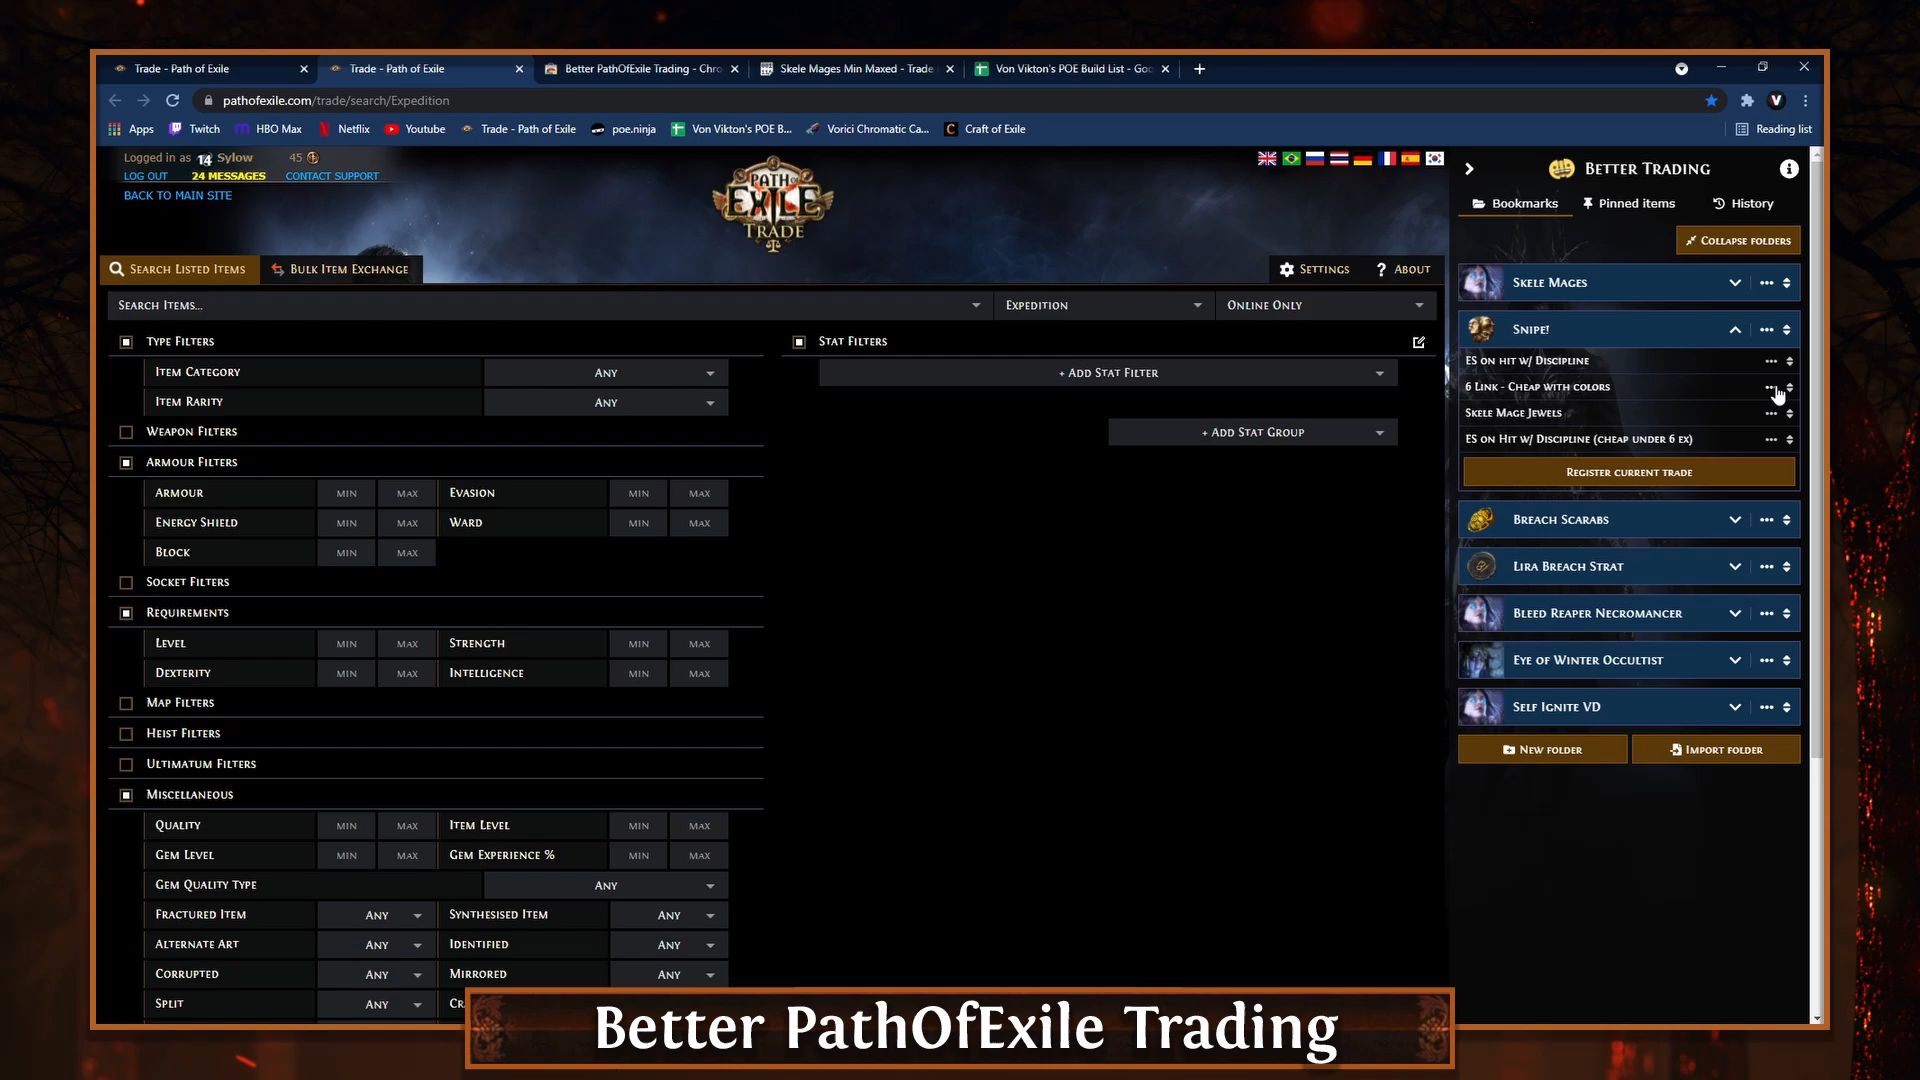 Trade - Path of Exile
Trade - Path of Exile
Better PathOfExile Trading - Chro
Skele Mages Min Maxed - Trade
Von Vikton's POE Build List - Goo
pathofexile.com/trade/search/Expedition
V
Apps
Twitch
HBO Max
Netflix
Youtube
Trade - Path of Exile
poe.ninja
Von Vikton's POE B...
Vorici Chromatic Ca...
Craft of Exile
Reading list
Logged in as 14 Sylow 45
LOG OUT 24 MESSAGES CONTACT SUPPORT
BACK TO MAIN SITE
PATH OF
EXILE
TRADE
Search Listed Items
Bulk Item Exchange
Settings
? About
Search Items...
Expedition
Online Only
Type Filters
Item Category Any
Item Rarity Any
Weapon Filters
Armour Filters
Armour MIN MAX Evasion MIN MAX
Energy Shield MIN MAX Ward MIN MAX
Block MIN MAX
Socket Filters
Requirements
Level MIN MAX Strength MIN MAX
Dexterity MIN MAX Intelligence MIN MAX
Map Filters
Heist Filters
Ultimatum Filters
Miscellaneous
Quality MIN MAX Item Level MIN MAX
Gem Level MIN MAX Gem Experience % MIN MAX
Gem Quality Type Any
Fractured Item Any Synthesised Item Any
Alternate Art Any Identified Any
Corrupted Any Mirrored Any
Split Any
Stat Filters
+ Add Stat Filter
+ Add Stat Group
Better Trading
Bookmarks
Pinned items
History
Collapse folders
Skele Mages
Snipe!
ES on hit w/ Discipline
6 Link - Cheap with colors
Skele Mage Jewels
ES on Hit w/ Discipline (cheap under 6 ex)
Register current trade
Breach Scarabs
Lira Breach Strat
Bleed Reaper Necromancer
Eye of Winter Occultist
Self Ignite VD
New folder
Import folder
Better PathOfExile Trading